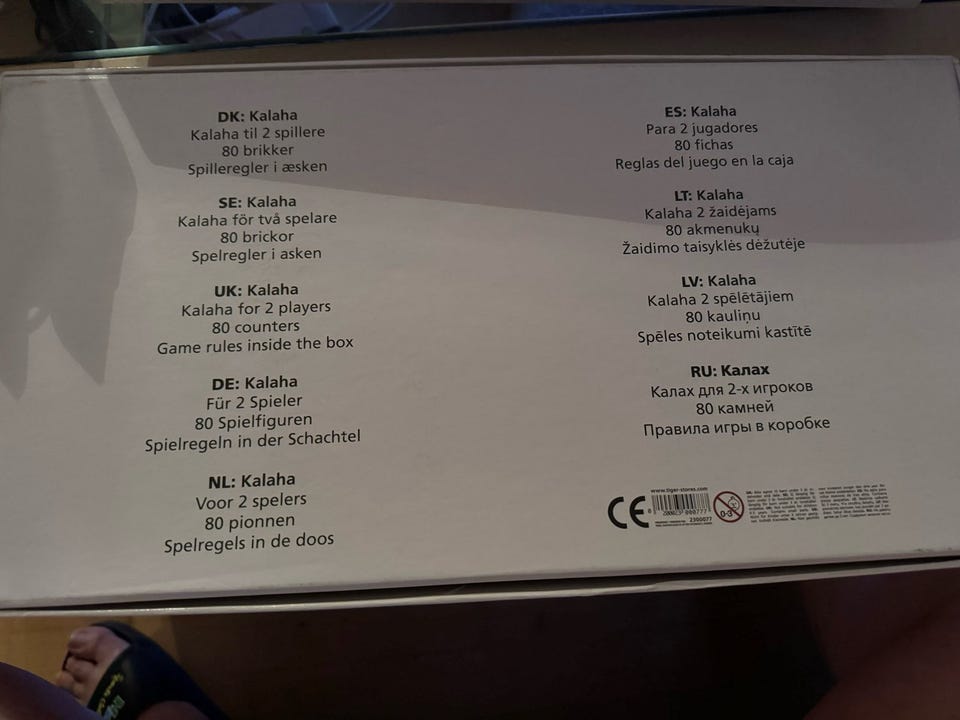 DK: Kalaha
Kalaha til 2 spillere
80 brikker
Spilleregler i æsken
SE: Kalaha
Kalaha för två spelare
80 brickor
Spelregler i asken
UK: Kalaha
Kalaha for 2 players
80 counters
Game rules inside the box
DE: Kalaha
Für 2 Spieler
80 Spielfiguren
Spielregeln in der Schachtel
NL: Kalaha
Voor 2 spelers
80 pionnen
Spelregels in de doos
ES: Kalaha
Para 2 jugadores
80 fichas
Reglas del juego en la caja
LT: Kalaha
Kalaha 2 žaidėjams
80 akmenukų
Žaidimo taisyklės dėžutėje
LV: Kalaha
Kalaha 2 spēlētājiem
80 kauliņu
Spēles noteikumi kastītē
RU: Калах
Калах для 2-х игроков
80 камней
Правила игры в коробке
CE
www.tiger-stores.com
2300077
0-3